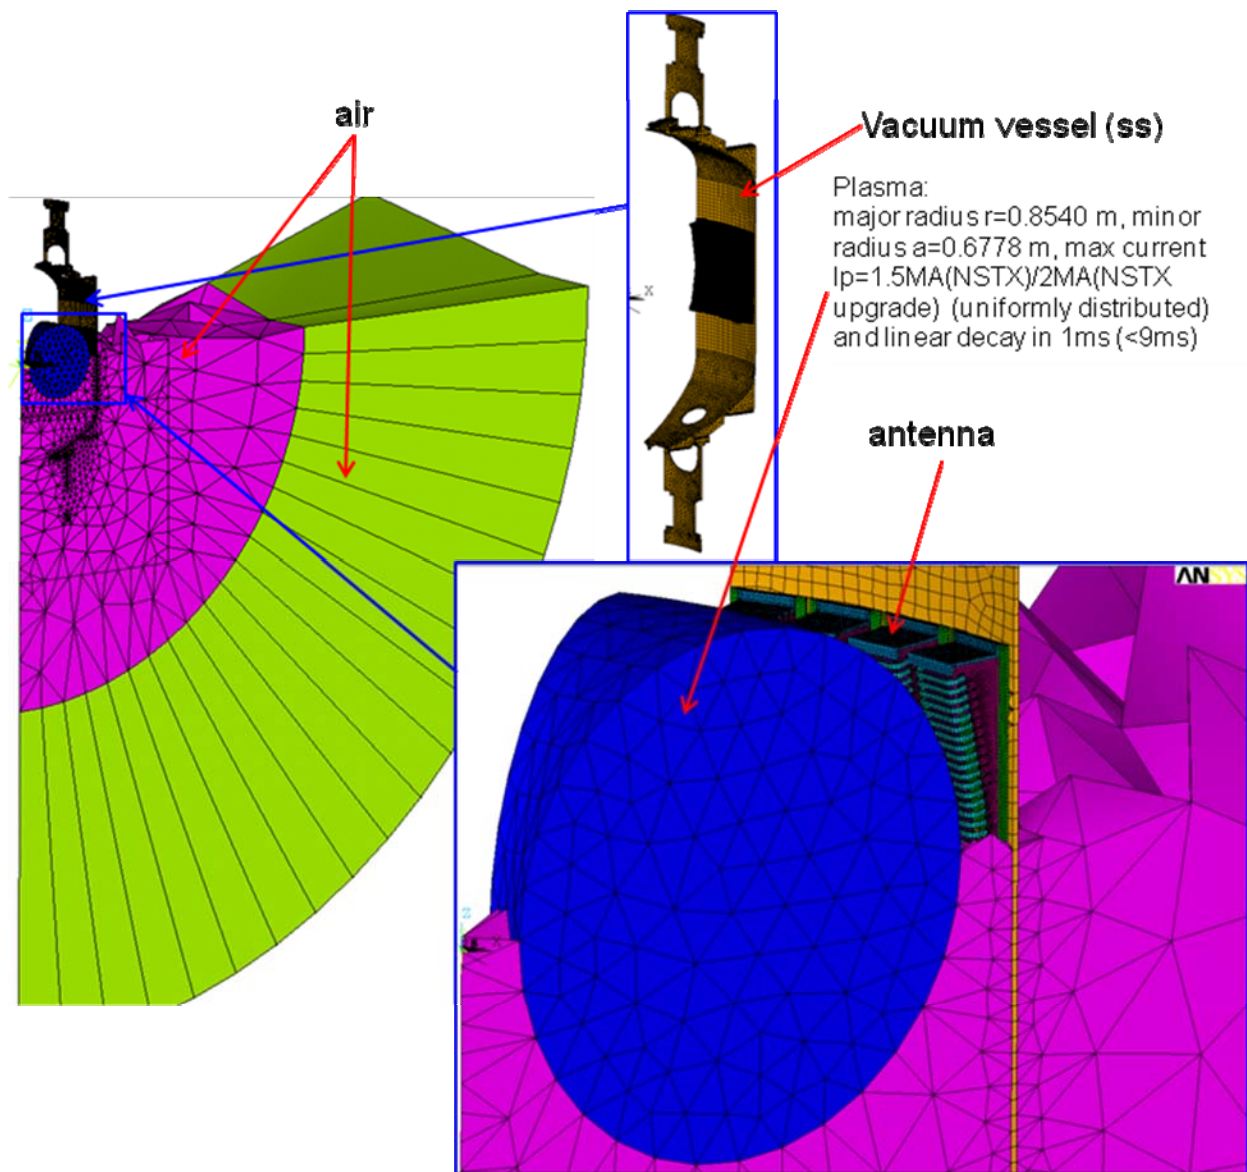 air
Vacuum vessel (ss)
Plasma:
major radius r=0.8540 m, minor
radius a=0.6778 m, max current
Ip=1.5MA(NSTX)/2MA(NSTX
upgrade) (uniformly distributed)
and linear decay in 1ms (<9ms)
X
antenna
AN
Z
X